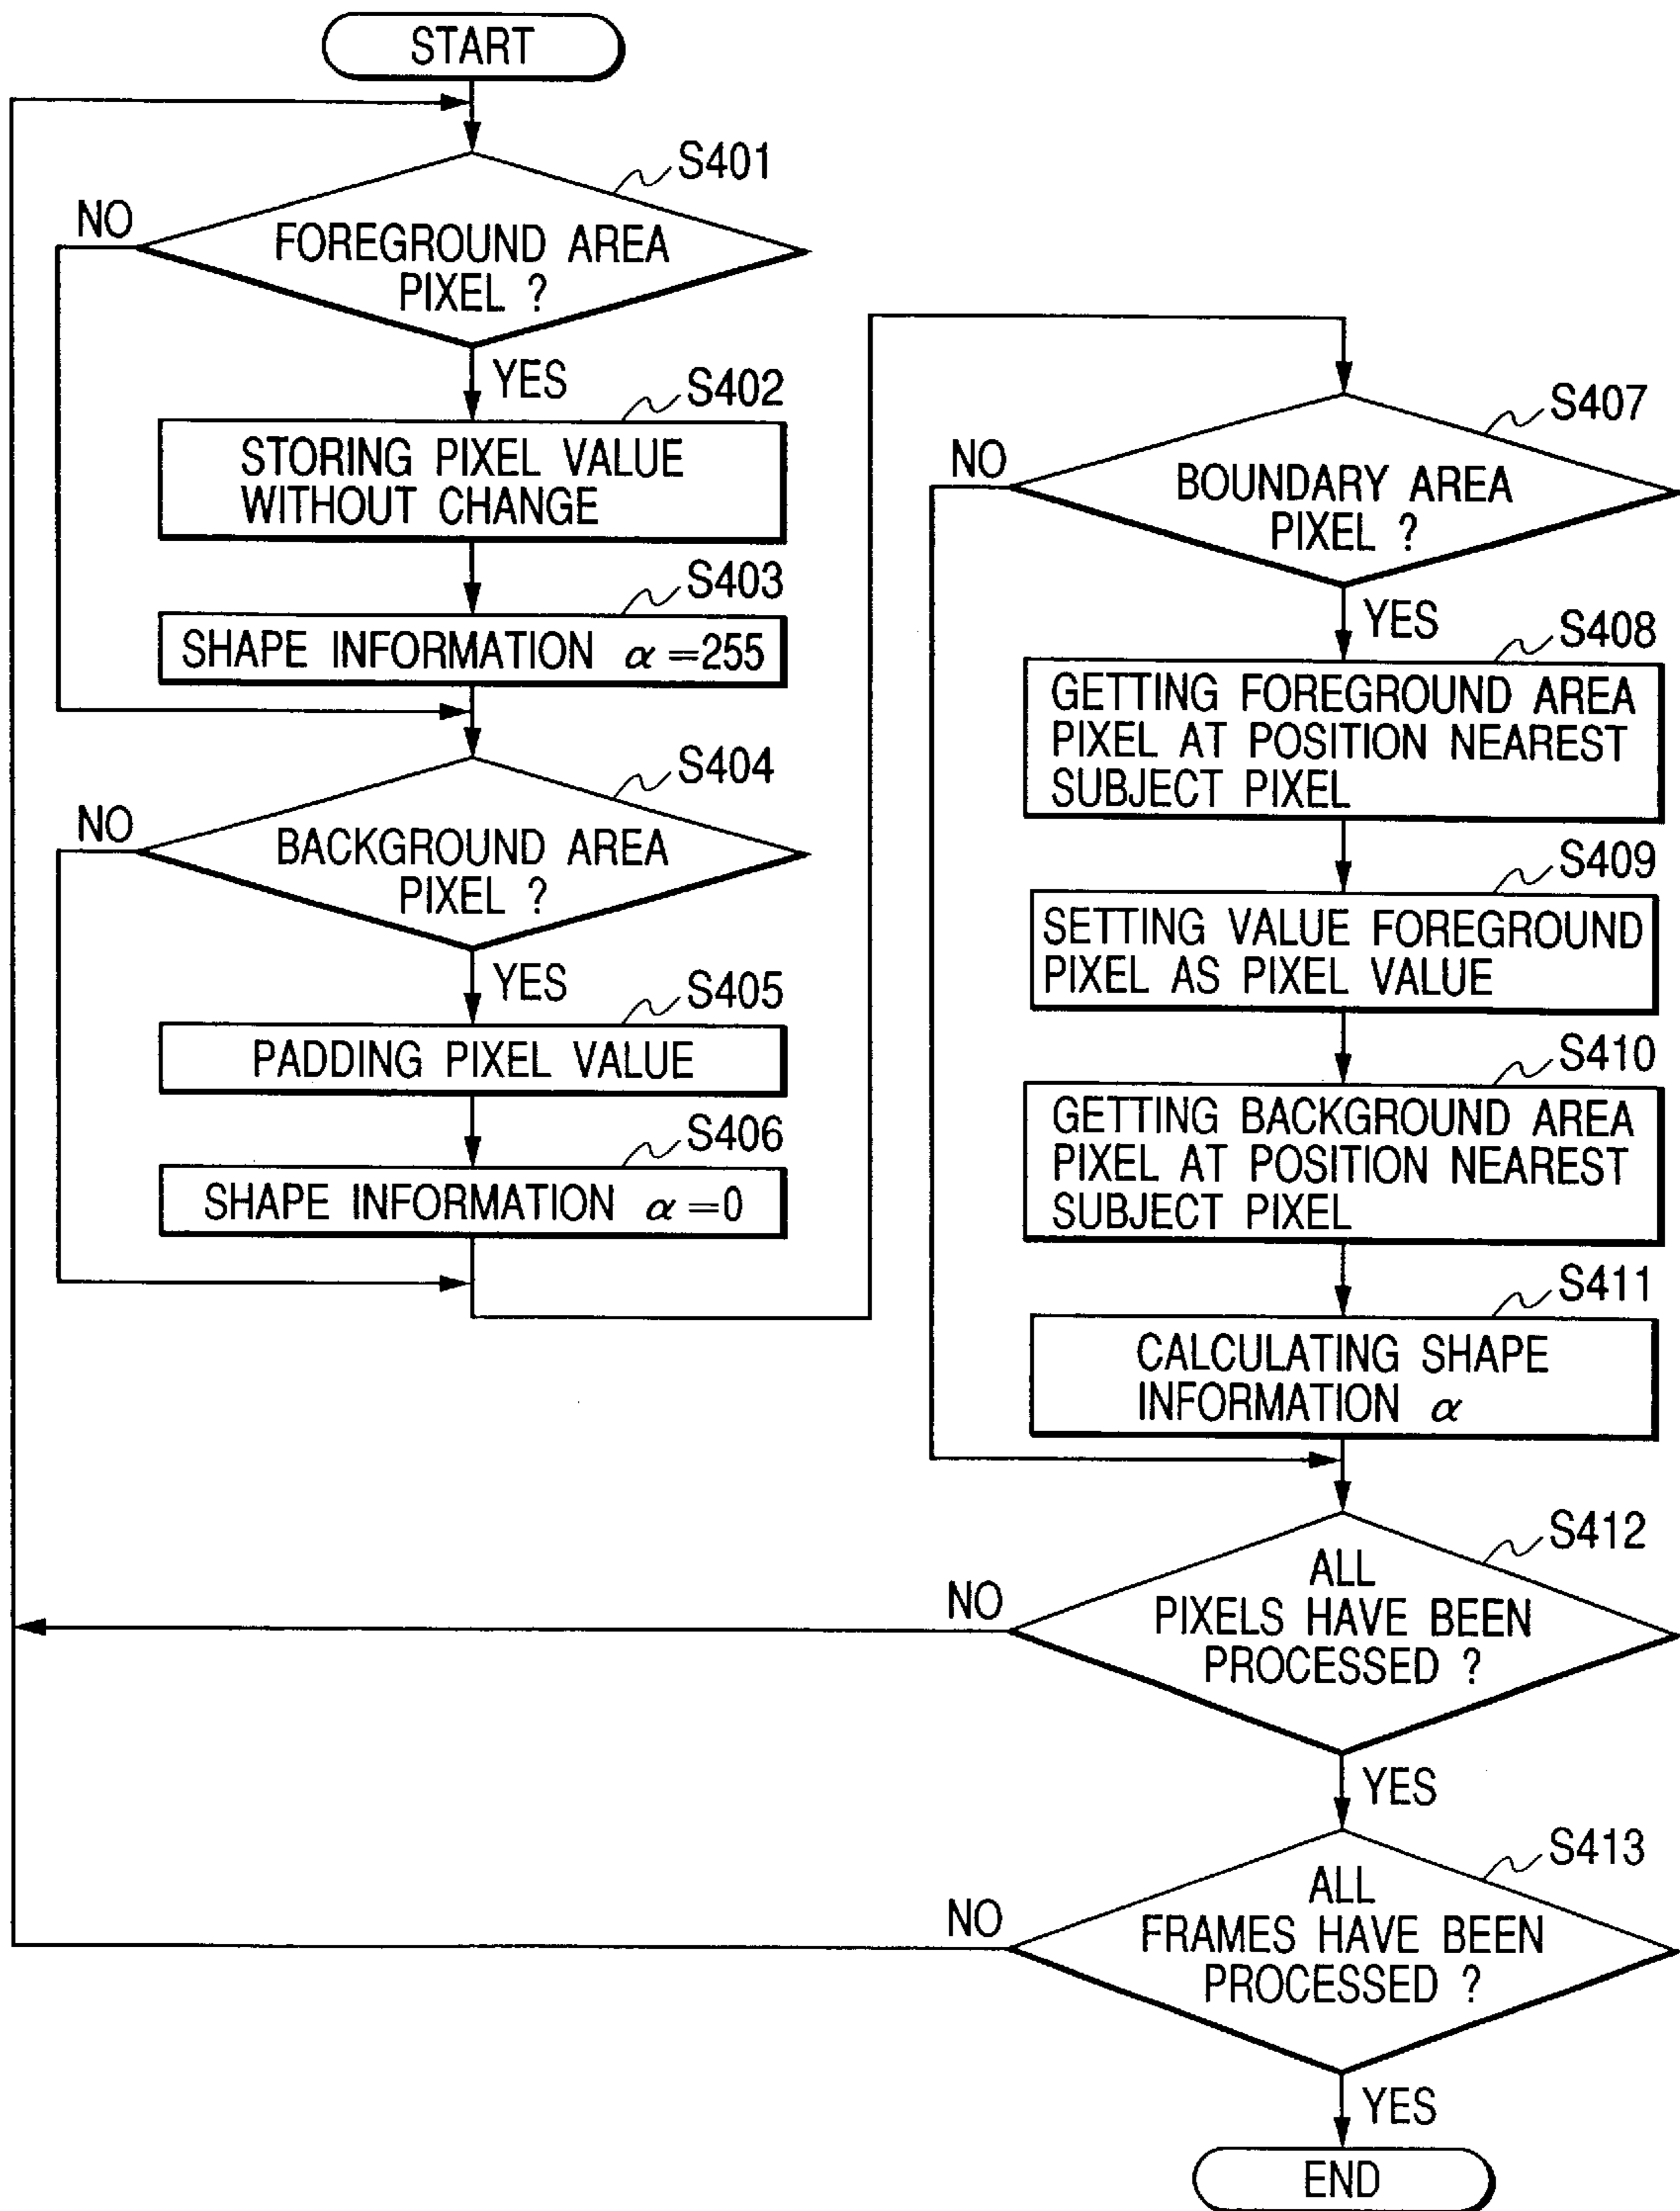 START
S401
NO
FOREGROUND AREA
PIXEL ?
YES
S402
STORING PIXEL VALUE
WITHOUT CHANGE
S403
SHAPE INFORMATION α=255
S404
NO
BACKGROUND AREA
PIXEL ?
YES
S405
PADDING PIXEL VALUE
S406
SHAPE INFORMATION α=0
S407
NO
BOUNDARY AREA
PIXEL ?
YES
S408
GETTING FOREGROUND AREA
PIXEL AT POSITION NEAREST
SUBJECT PIXEL
S409
SETTING VALUE FOREGROUND
PIXEL AS PIXEL VALUE
S410
GETTING BACKGROUND AREA
PIXEL AT POSITION NEAREST
SUBJECT PIXEL
S411
CALCULATING SHAPE
INFORMATION α
S412
NO
ALL
PIXELS HAVE BEEN
PROCESSED ?
YES
S413
NO
ALL
FRAMES HAVE BEEN
PROCESSED ?
YES
END